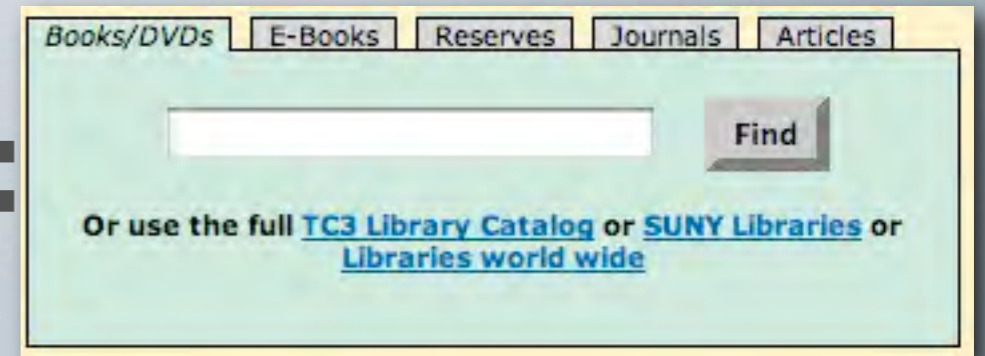 Books/DVDs E-Books Reserves Journals Articles
Find
Or use the full TC3 Library Catalog or SUNY Libraries or
Libraries world wide